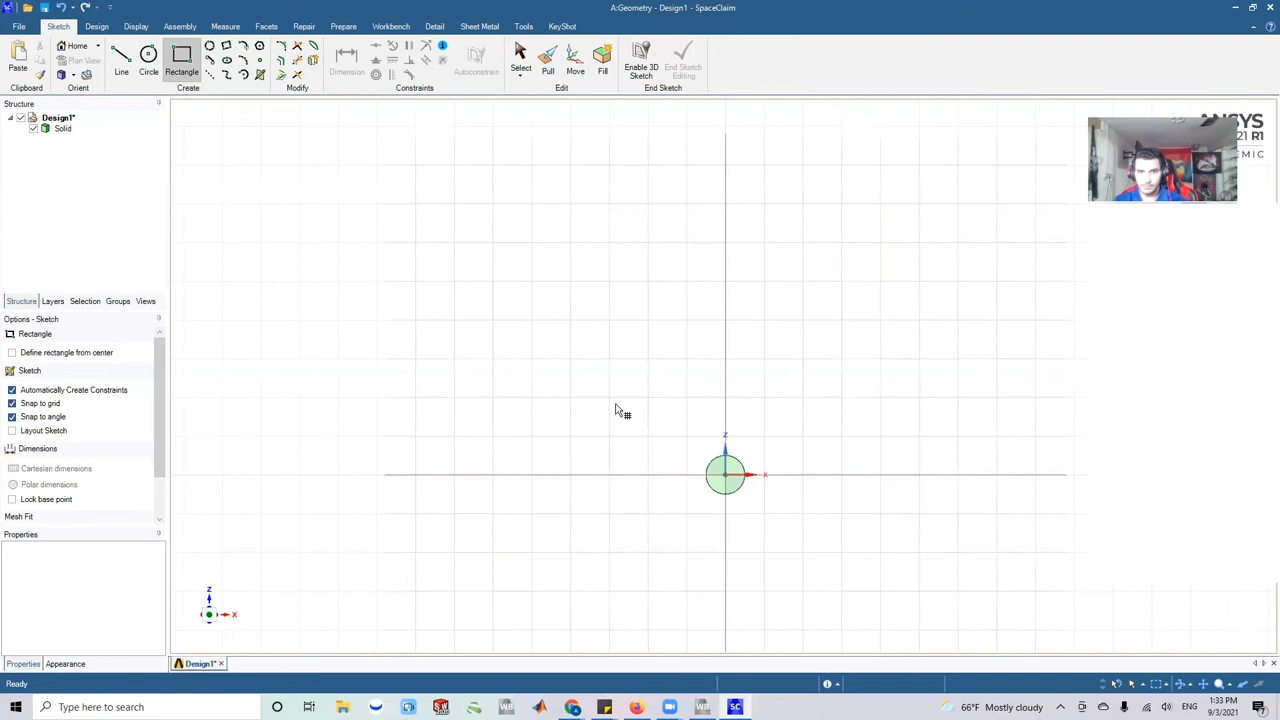 A:Geometry - Design1 - SpaceClaim
File Sketch Design Display Assembly Measure Facets Repair Prepare Workbench Detail Sheet Metal Tools KeyShot
Paste
Home
Plan View
Line Circle Rectangle
Dimension
Autoconstrain
Select Pull Move Fill
Enable 3D Sketch
End Sketch Editing
Clipboard Orient Create Modify Constraints Edit End Sketch
Structure
Design1*
Solid
Structure Layers Selection Groups Views
Options - Sketch
Rectangle
Define rectangle from center
Sketch
Automatically Create Constraints
Snap to grid
Snap to angle
Layout Sketch
Dimensions
Cartesian dimensions
Polar dimensions
Lock base point
Mesh Fit
Properties
Properties Appearance
ANSYS
21 R1
EMIC
Z
X
Z
X
Design1*
Ready
Type here to search
66°F Mostly cloudy
ENG
1:33 PM
9/3/2021